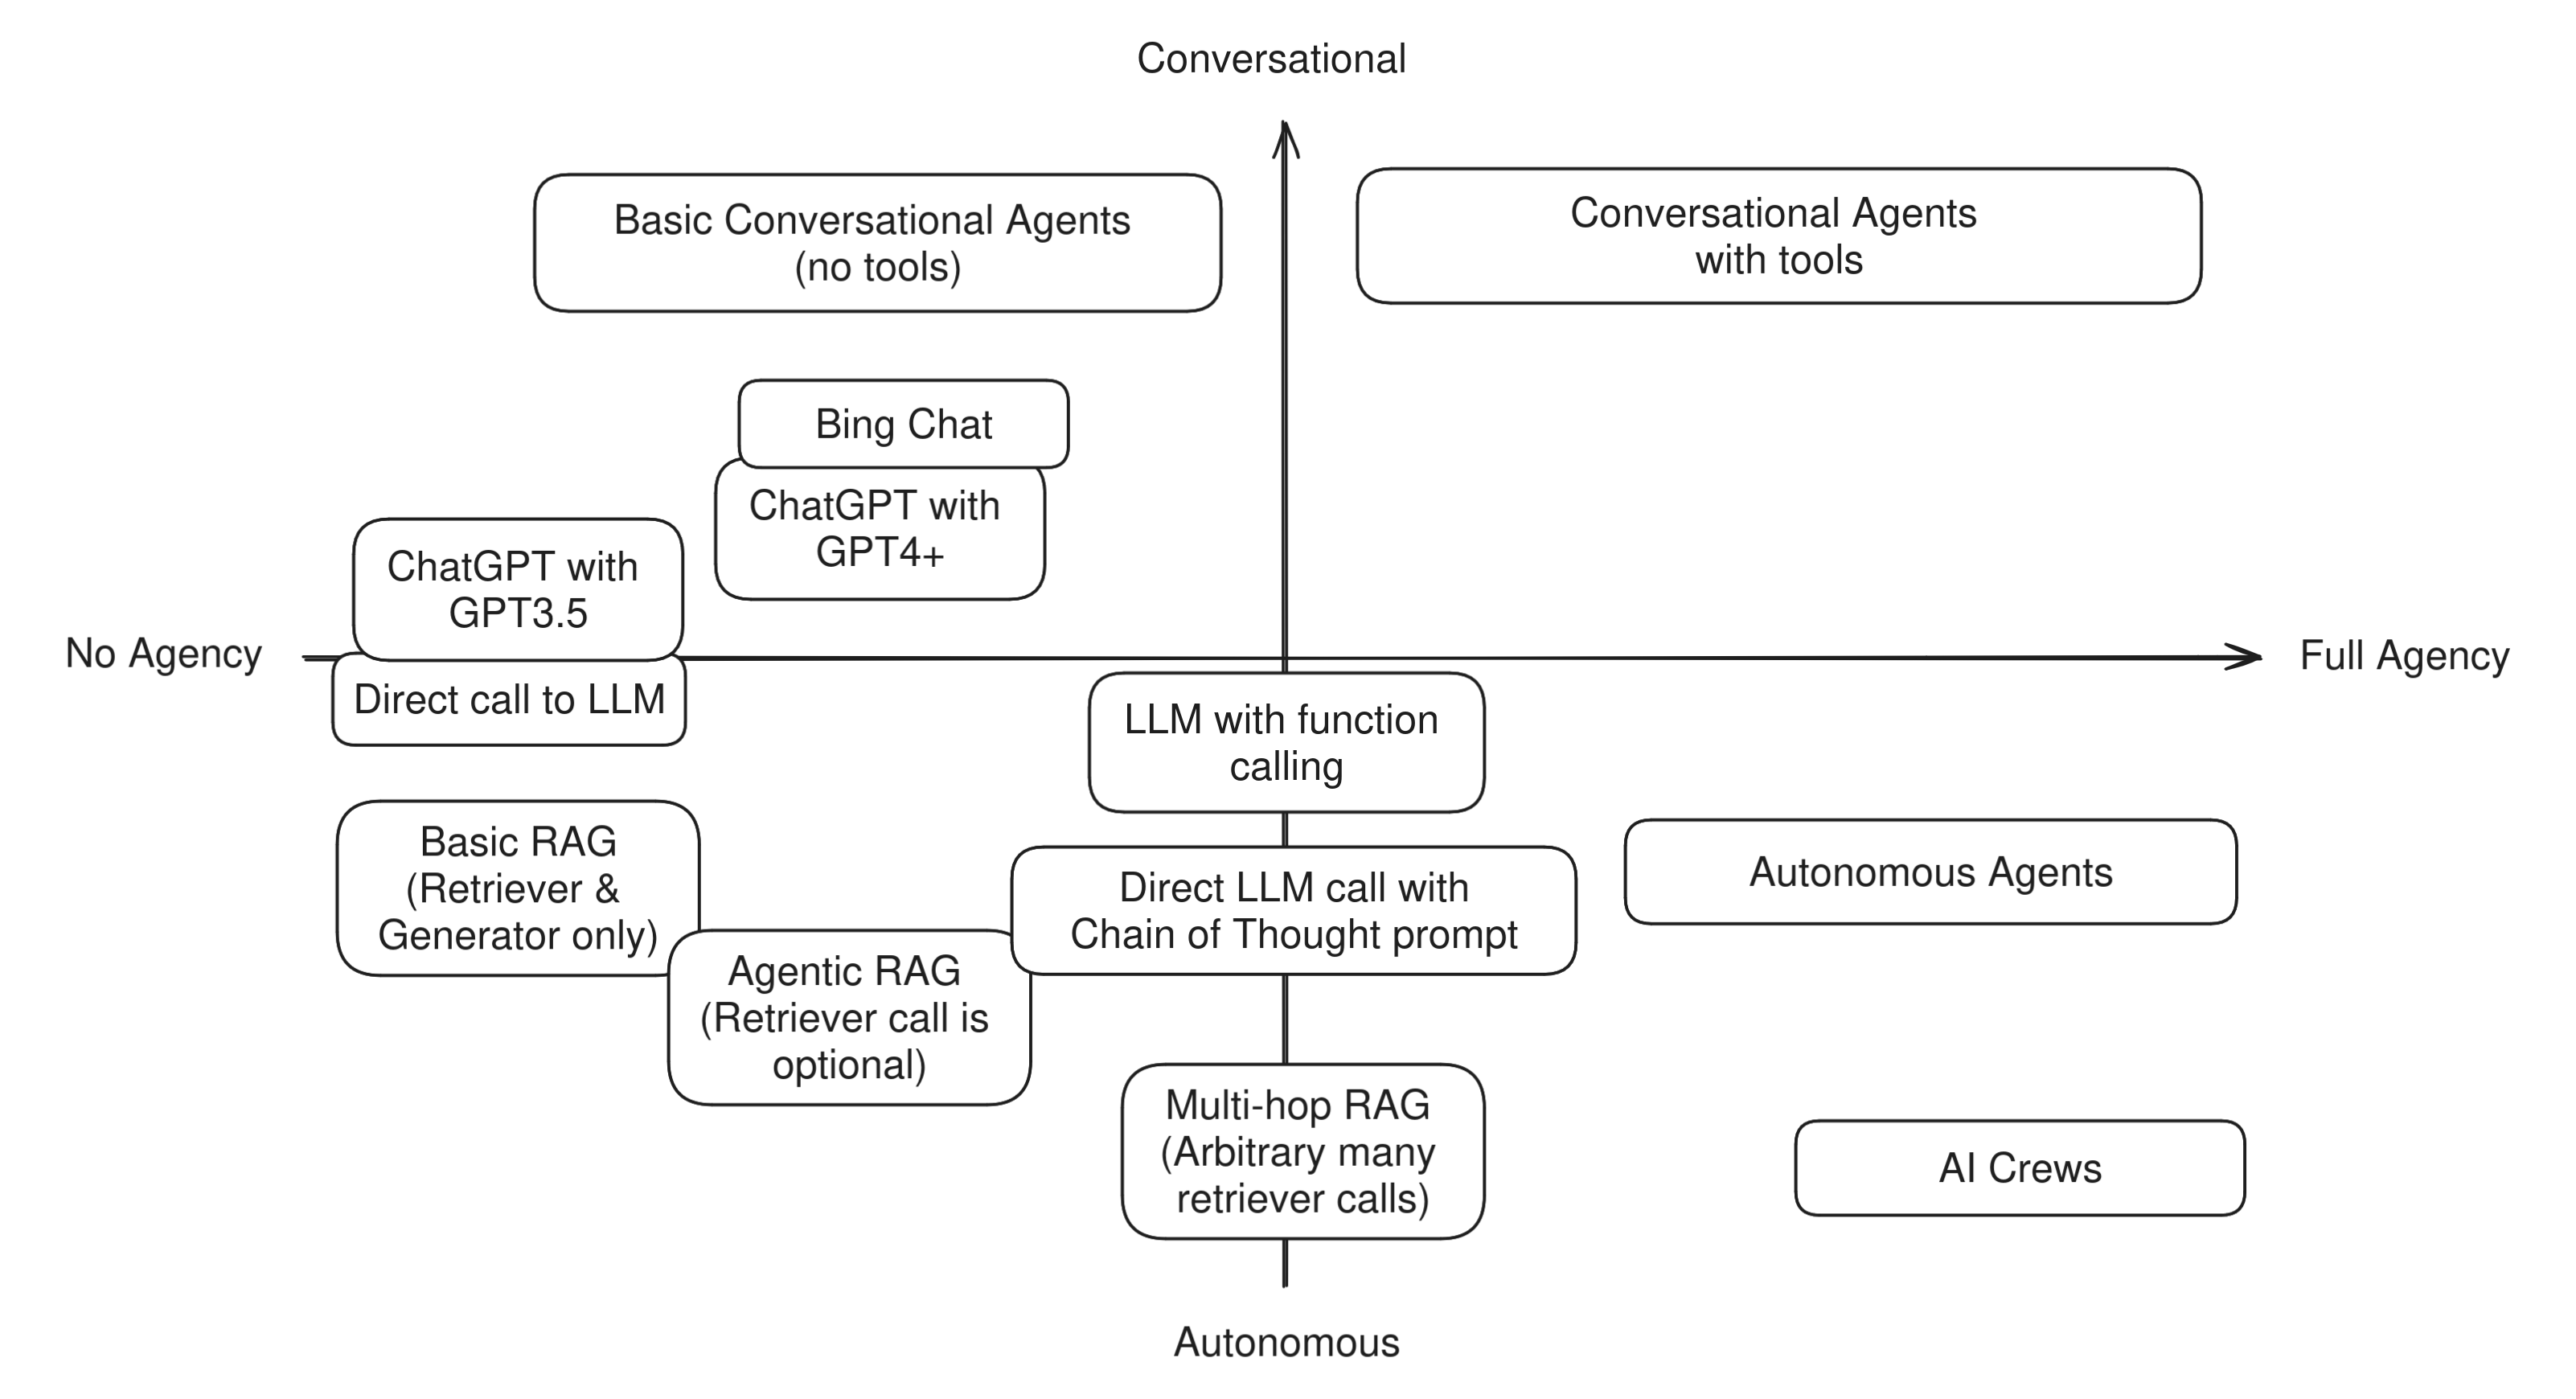 Conversational
Basic Conversational Agents
(no tools)
Conversational Agents
with tools
Bing Chat
ChatGPT with
GPT4+
ChatGPT with
GPT3.5
No Agency
Full Agency
Direct call to LLM
LLM with function
calling
Basic RAG
(Retriever &
Generator only)
Direct LLM call with
Chain of Thought prompt
Autonomous Agents
Agentic RAG
(Retriever call is
optional)
Multi-hop RAG
(Arbitrary many
retriever calls)
AI Crews
Autonomous